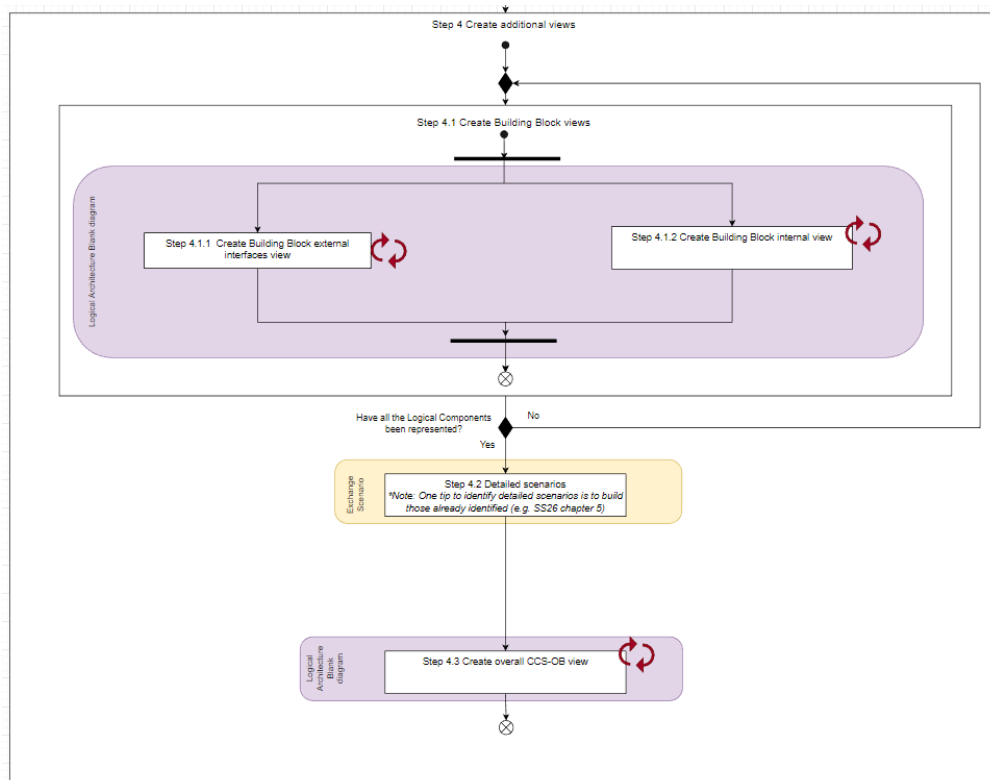 Step 4 Create additional views
Step 4.1 Create Building Block views
Logical Architecture Blank diagram
Step 4.1.1 Create Building Block external
interfaces view
Step 4.1.2 Create Building Block internal view
Have all the Logical Components
been represented?
No
Yes
Exchange
Scenario
Step 4.2 Detailed scenarios
*Note: One tip to identify detailed scenarios is to build
those already identified (e.g. SS26 chapter 5)
Logical
Architecture
Blank
diagram
Step 4.3 Create overall CCS-OB view